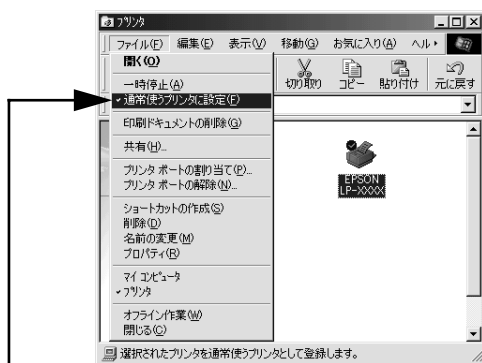 プリンタ
ファイル(F) 編集(E) 表示(V) 移動(G) お気に入り(A) ヘル
開く(O)
一時停止(A)
通常使うプリンタに設定(F)
印刷ドキュメントの削除(G)
共有(H)...
プリンタ ポートの割り当て(P)...
プリンタ ポートの解除(N)...
ショートカットの作成(S)
削除(D)
名前の変更(M)
プロパティ(R)
マイ コンピュータ
プリンタ
オフライン作業(W)
閉じる(C)
切り取り コピー 貼り付け 元に戻す
EPSON
LP-XXXX
選択されたプリンタを通常使うプリンタとして登録します。